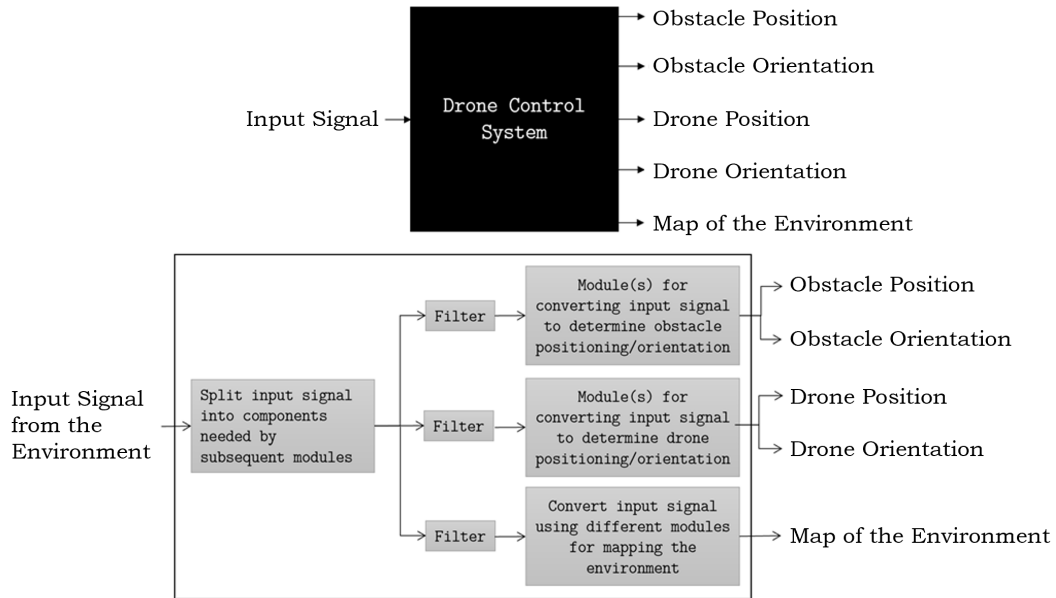 Obstacle Position
Obstacle Orientation
Input Signal
Drone Control
System
Drone Position
Drone Orientation
Map of the Environment
Input Signal
from the
Environment
Split input signal
into components
needed by
subsequent modules
Filter
Module(s) for
converting input signal
to determine obstacle
positioning/orientation
Obstacle Position
Obstacle Orientation
Filter
Module(s) for
converting input signal
to determine drone
positioning/orientation
Drone Position
Drone Orientation
Filter
Convert input signal
using different modules
for mapping the
environment
Map of the Environment